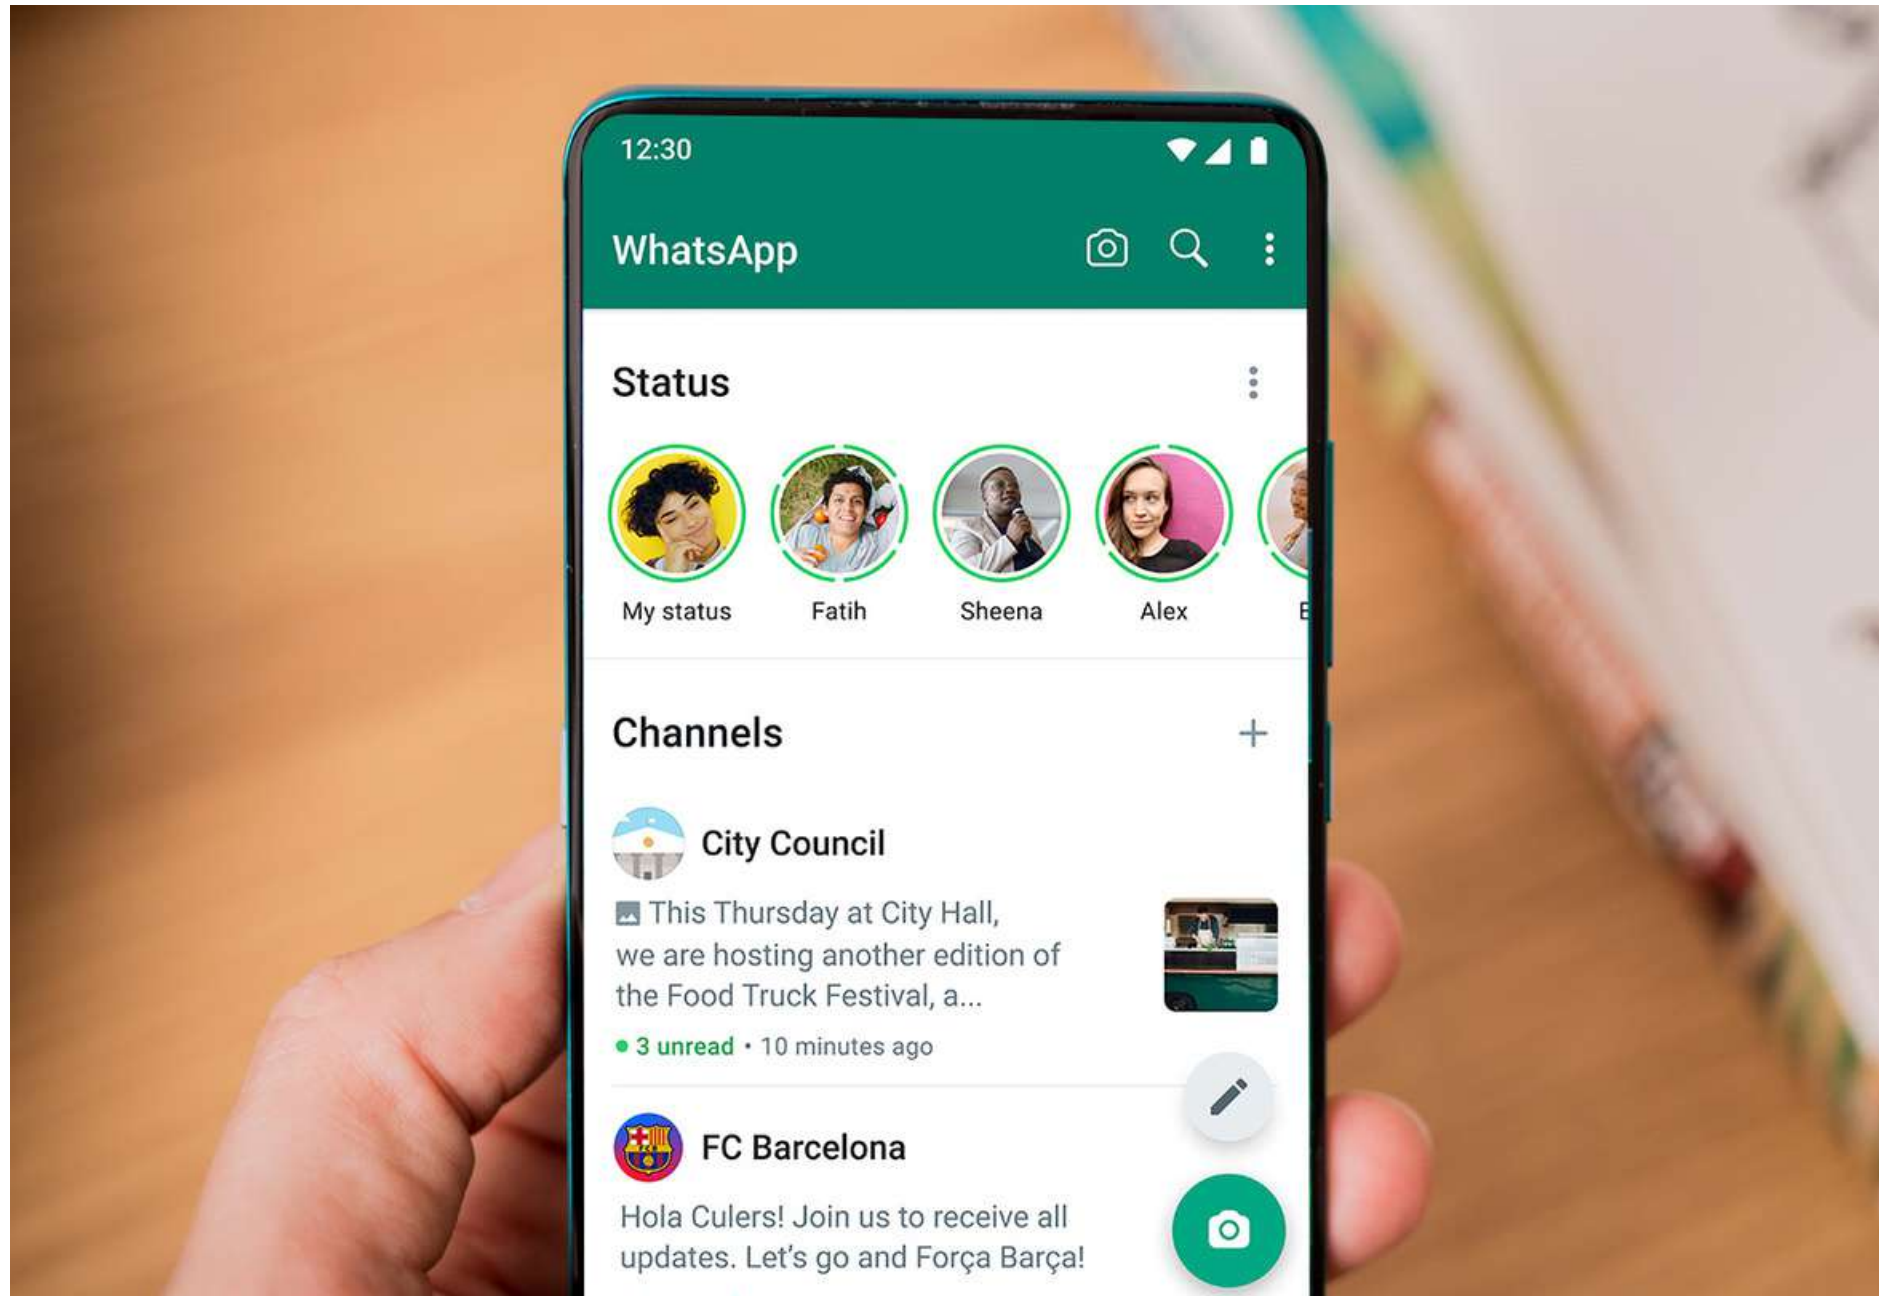 12:30
WhatsApp
Status
My status
Fatih
Sheena
Alex
E
Channels
City Council
This Thursday at City Hall,
we are hosting another edition of
the Food Truck Festival, a...
3 unread • 10 minutes ago
FCB
FC Barcelona
Hola Culers! Join us to receive all
updates. Let's go and Força Barça!